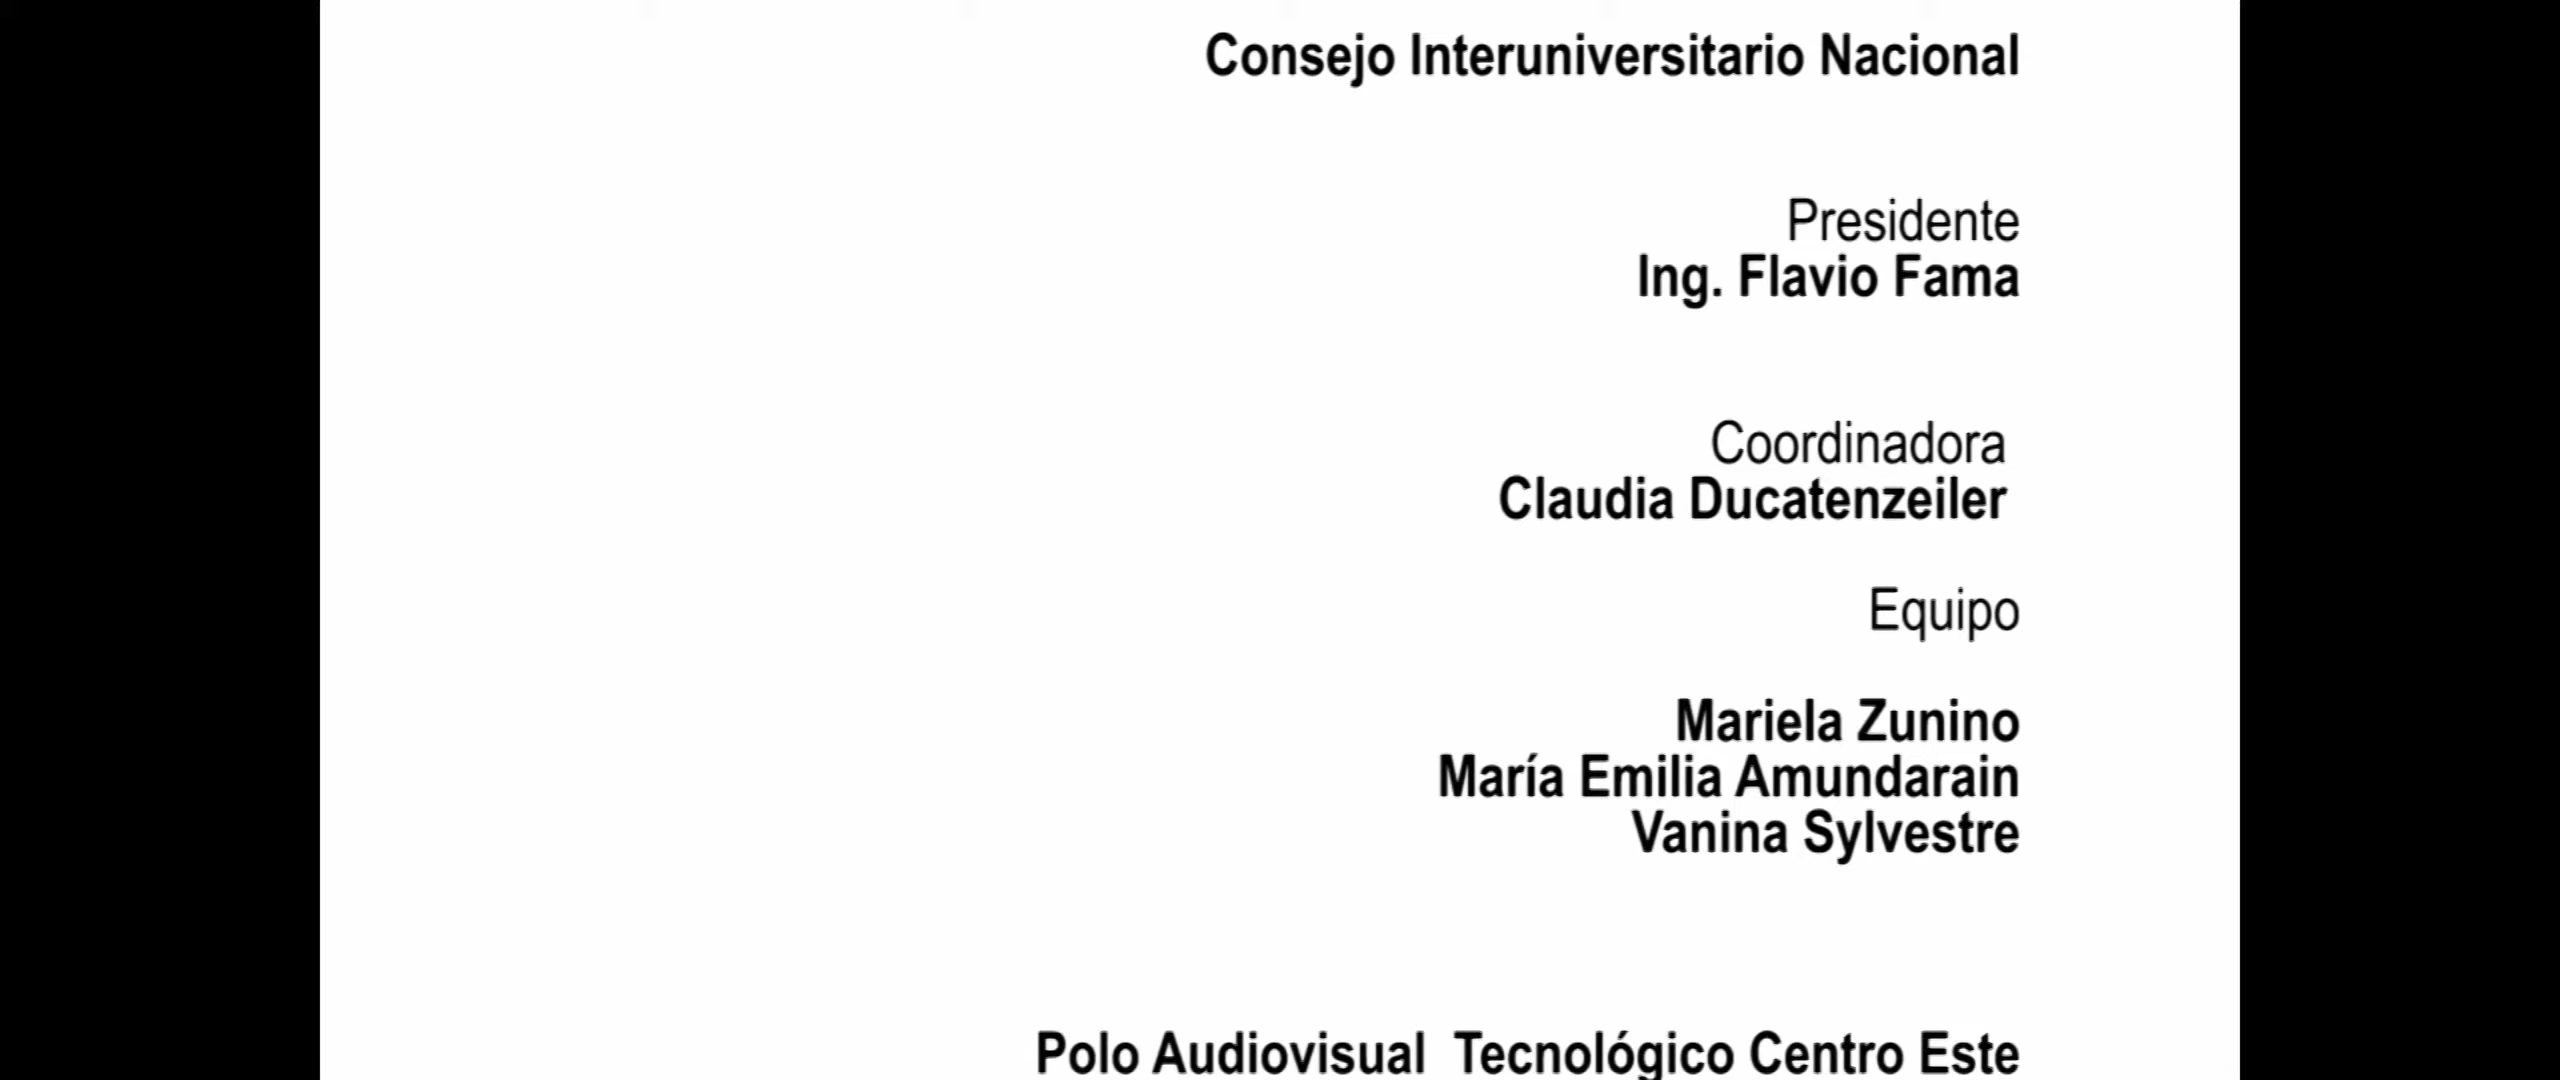 Consejo Interuniversitario Nacional
Presidente
Ing. Flavio Fama
Coordinadora
Claudia Ducatenzeiler
Equipo
Mariela Zunino
María Emilia Amundarain
Vanina Sylvestre
Polo Audiovisual  Tecnológico Centro Este